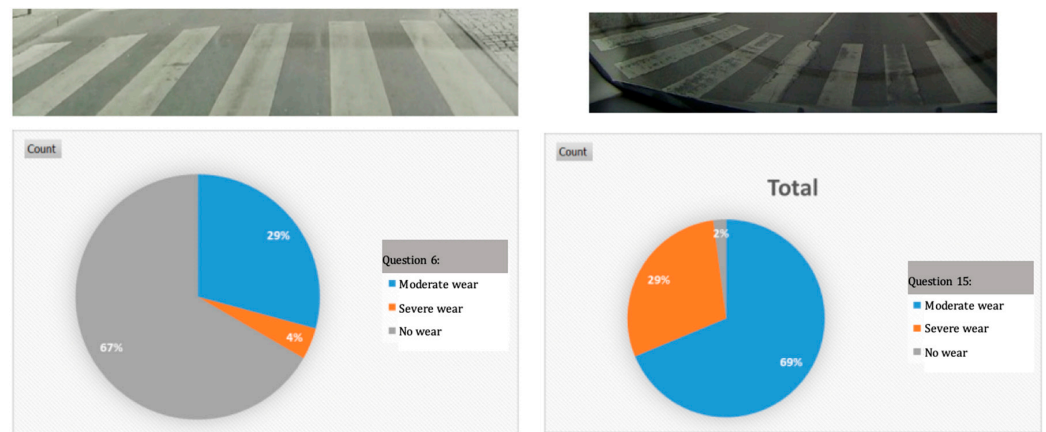 Count
29%
4%
67%
Question 6:
Moderate wear
Severe wear
No wear
Count
Total
2%
29%
69%
Question 15:
Moderate wear
Severe wear
No wear